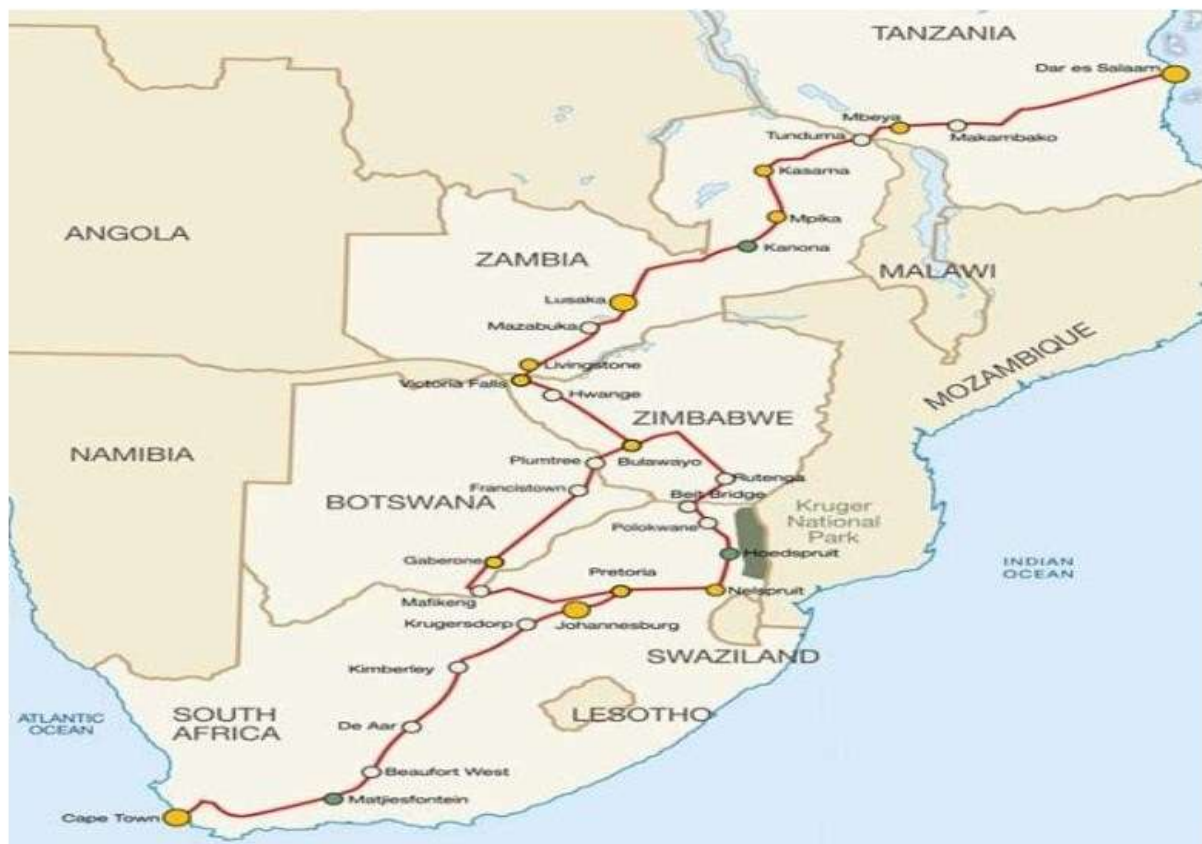 TANZANIA
Dar es Salaam
Mbeya
Tunduma
Makambako
Kasama
Mpika
ANGOLA
Kanona
ZAMBIA
MALAWI
Lusaka
Mazabuka
Livingstone
Victoria Falls
Hwange
MOZAMBIQUE
ZIMBABWE
NAMIBIA
Plumtree
Bulawayo
Rutenga
Francistown
Beit Bridge
BOTSWANA
Kruger
National
Park
Polokwane
Hoedspruit
Gaberone
INDIAN
OCEAN
Pretoria
Nelspruit
Mafikeng
Krugersdorp
Johannesburg
SWAZILAND
Kimberley
ATLANTIC
OCEAN
SOUTH
AFRICA
LESOTHO
De Aar
Beaufort West
Matjiesfontein
Cape Town